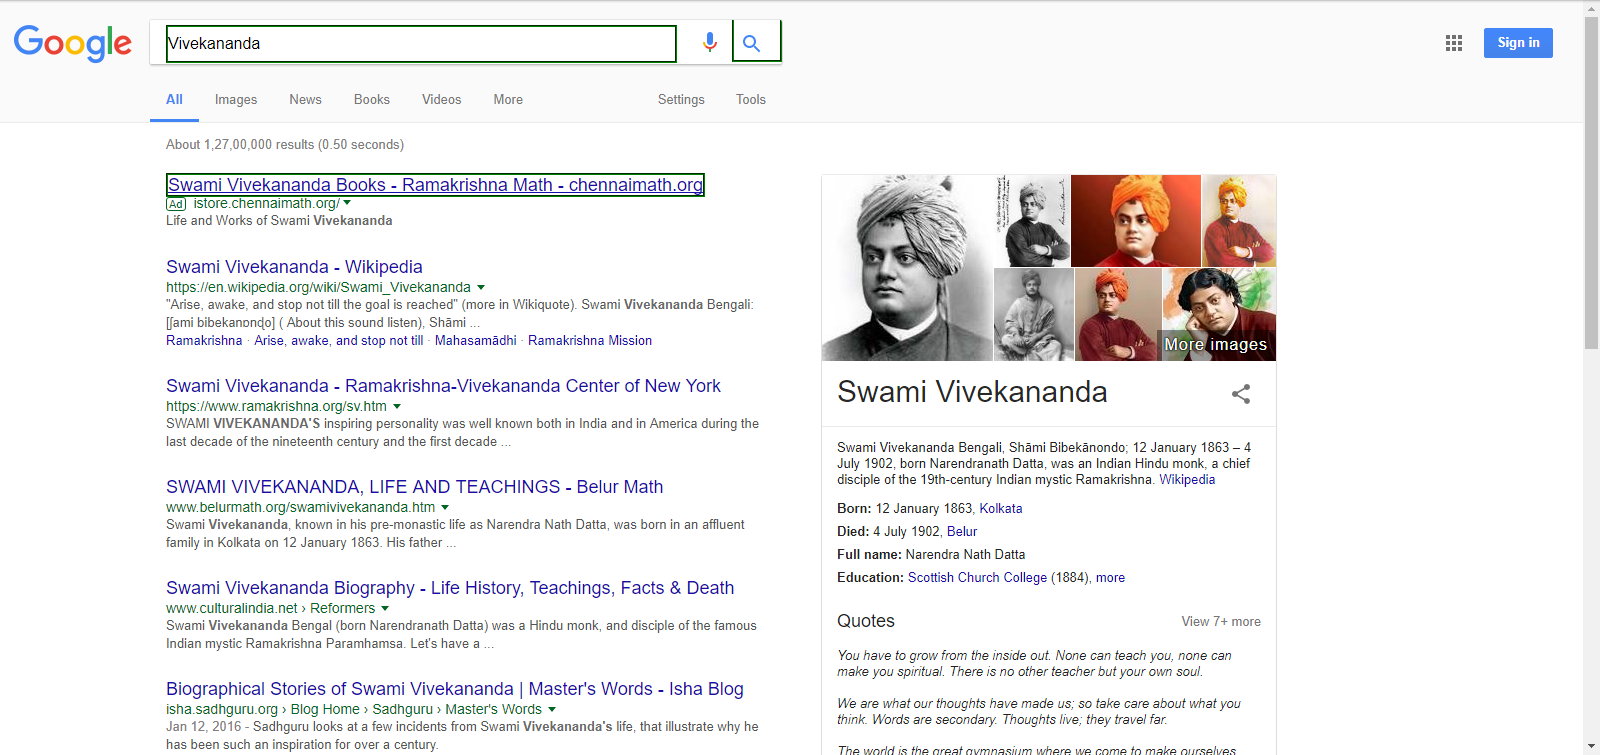 Google
Vivekananda
Sign in
All Images News Books Videos More Settings Tools
About 1,27,00,000 results (0.50 seconds)
Swami Vivekananda Books - Ramakrishna Math - chennaimath.org
Ad istore.chennaimath.org/
Life and Works of Swami Vivekananda
Swami Vivekananda - Wikipedia
https://en.wikipedia.org/wiki/Swami_Vivekananda
"Arise, awake, and stop not till the goal is reached" (more in Wikiquote). Swami Vivekananda Bengali:
[ʃami bibekanɒnɖo] ( About this sound listen), Shāmi ...
Ramakrishna · Arise, awake, and stop not till · Mahasamādhi · Ramakrishna Mission
Swami Vivekananda - Ramakrishna-Vivekananda Center of New York
https://www.ramakrishna.org/sv.htm
SWAMI VIVEKANANDA'S inspiring personality was well known both in India and in America during the
last decade of the nineteenth century and the first decade ...
SWAMI VIVEKANANDA, LIFE AND TEACHINGS - Belur Math
www.belurmath.org/swamivivekananda.htm
Swami Vivekananda, known in his pre-monastic life as Narendra Nath Datta, was born in an affluent
family in Kolkata on 12 January 1863. His father ...
Swami Vivekananda Biography - Life History, Teachings, Facts & Death
www.culturalindia.net › Reformers
Swami Vivekananda Bengal (born Narendranath Datta) was a Hindu monk, and disciple of the famous
Indian mystic Ramakrishna Paramhamsa. Let's have a ...
Biographical Stories of Swami Vivekananda | Master's Words - Isha Blog
isha.sadhguru.org › Blog Home › Sadhguru › Master's Words
Jan 12, 2016 - Sadhguru looks at a few incidents from Swami Vivekananda's life, that illustrate why he
has been such an inspiration for over a century.
More images
Swami Vivekananda
Swami Vivekananda Bengali, Shāmi Bibekānondo; 12 January 1863 – 4
July 1902, born Narendranath Datta, was an Indian Hindu monk, a chief
disciple of the 19th-century Indian mystic Ramakrishna. Wikipedia
Born: 12 January 1863, Kolkata
Died: 4 July 1902, Belur
Full name: Narendra Nath Datta
Education: Scottish Church College (1884), more
Quotes View 7+ more
You have to grow from the inside out. None can teach you, none can
make you spiritual. There is no other teacher but your own soul.
We are what our thoughts have made us; so take care about what you
think. Words are secondary. Thoughts live; they travel far.
The world is the great gymnasium where we come to make ourselves